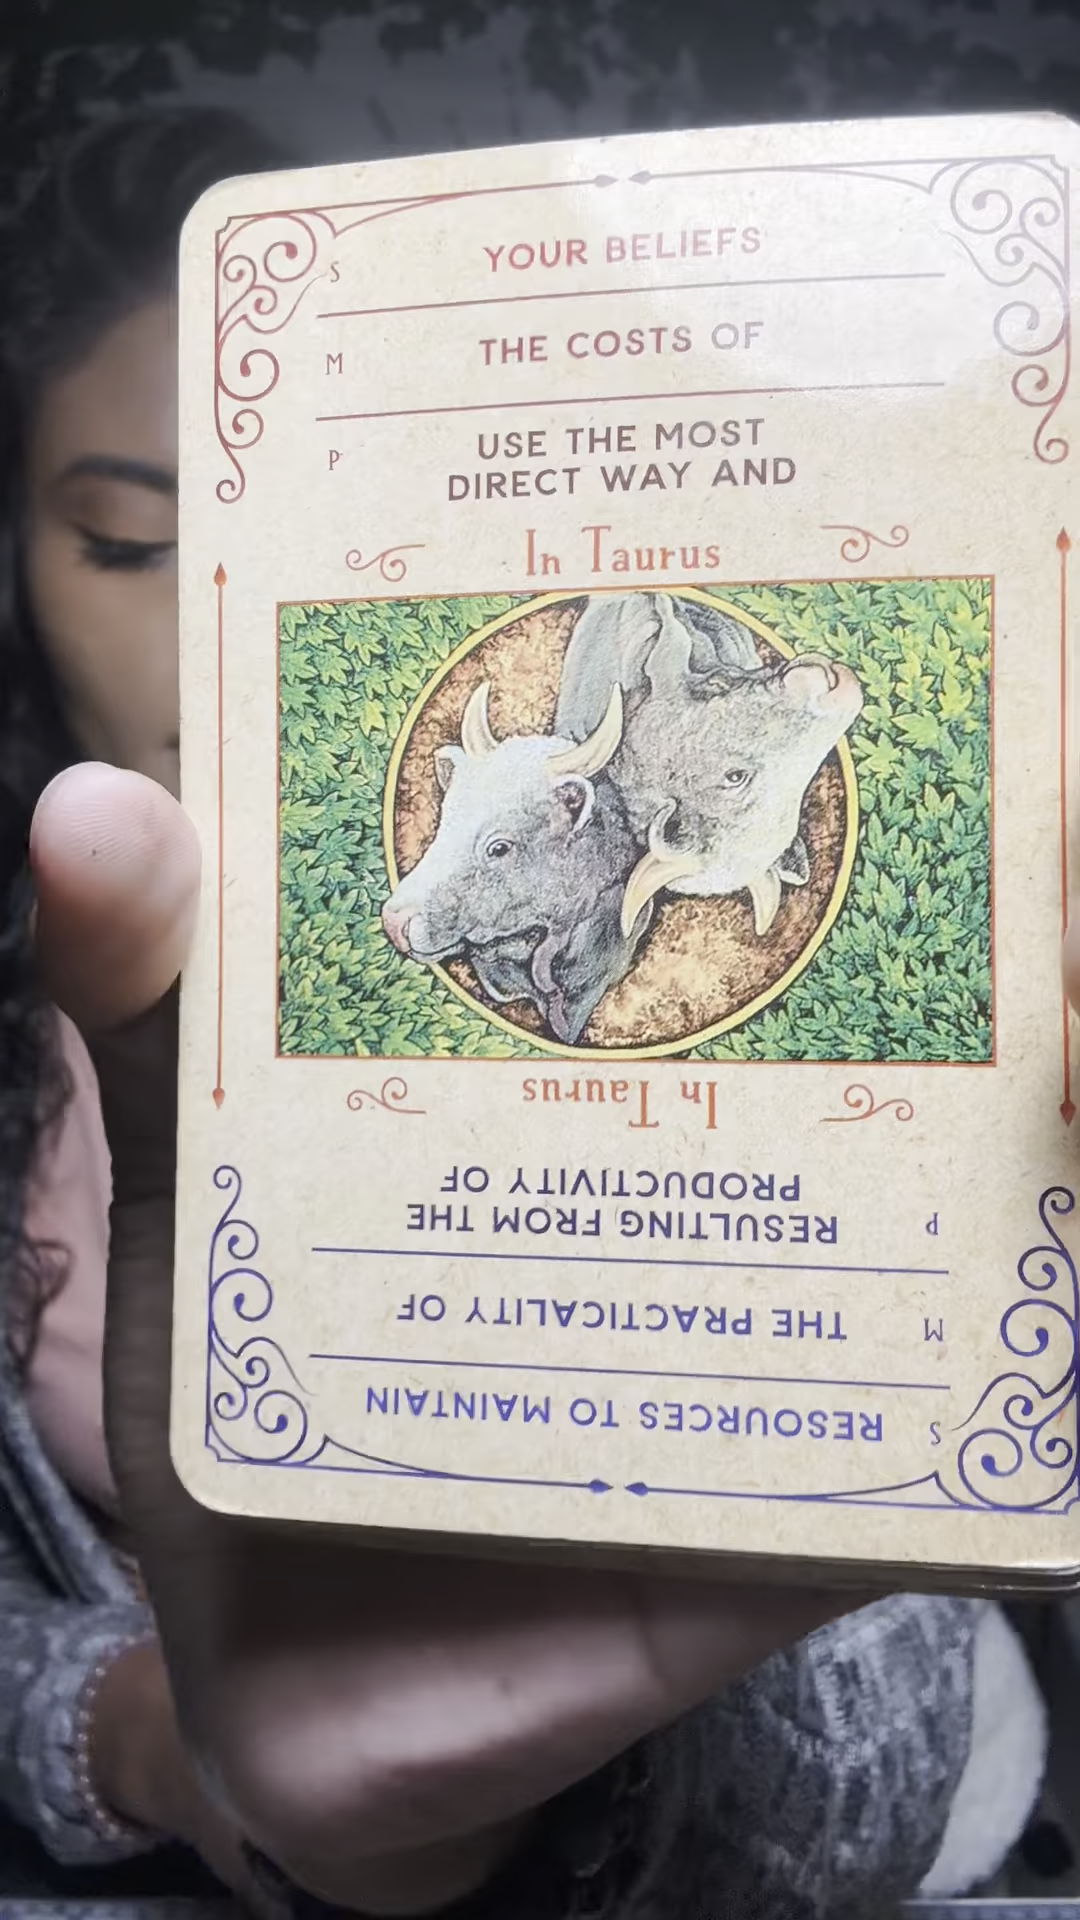 S YOUR BELIEFS
M THE COSTS OF
P USE THE MOST
DIRECT WAY AND
In Taurus
In Taurus
P RESULTING FROM THE
PRODUCTIVITY OF
M THE PRACTICALITY OF
S RESOURCES TO MAINTAIN